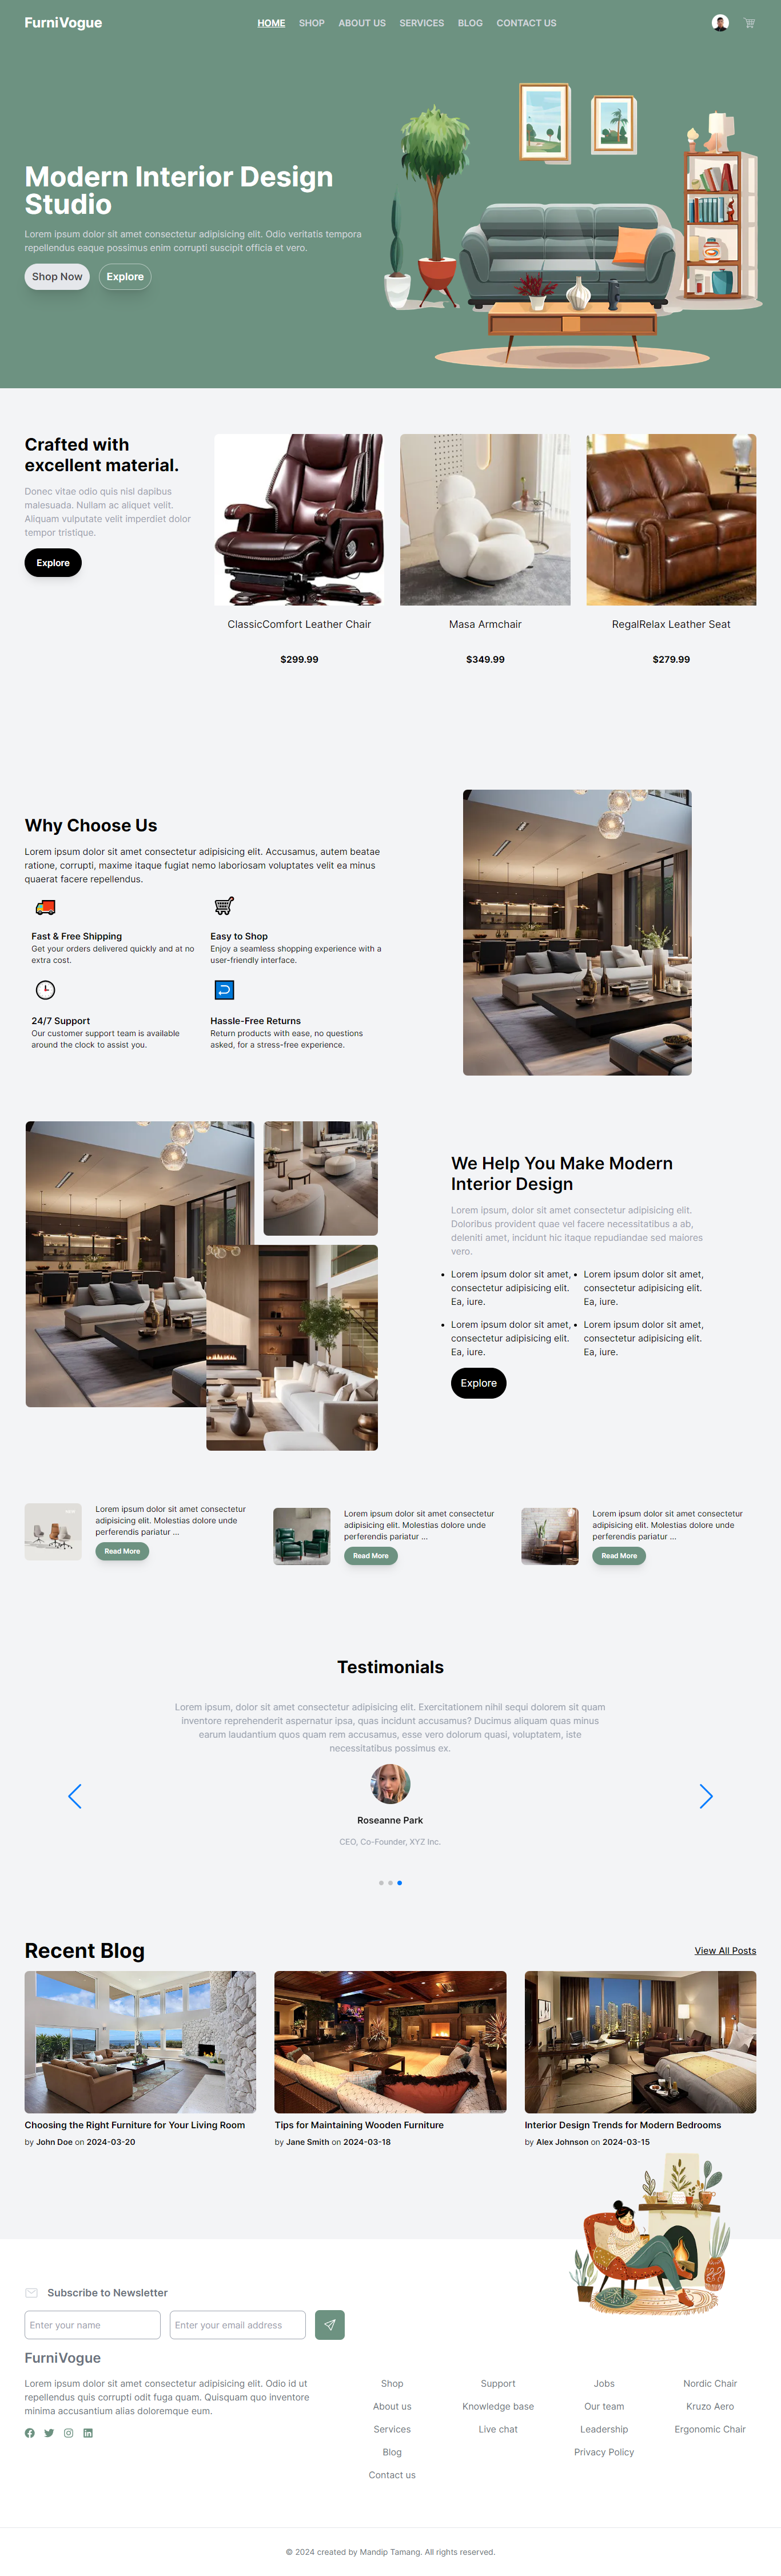 FurniVogue
HOME SHOP ABOUT US SERVICES BLOG CONTACT US
Modern Interior Design
Studio
Lorem ipsum dolor sit amet consectetur adipisicing elit. Odio veritatis tempora
repellendus eaque possimus enim corrupti suscipit officia et vero.
Shop Now Explore
Crafted with
excellent material.
Donec vitae odio quis nisl dapibus
malesuada. Nullam ac aliquet velit.
Aliquam vulputate velit imperdiet dolor
tempor tristique.
Explore
ClassicComfort Leather Chair
$299.99
Masa Armchair
$349.99
RegalRelax Leather Seat
$279.99
Why Choose Us
Lorem ipsum dolor sit amet consectetur adipisicing elit. Accusamus, autem beatae
ratione, corrupti, maxime itaque fugiat nemo laboriosam voluptates velit ea minus
quaerat facere repellendus.
Fast & Free Shipping
Get your orders delivered quickly and at no
extra cost.
Easy to Shop
Enjoy a seamless shopping experience with a
user-friendly interface.
24/7 Support
Our customer support team is available
around the clock to assist you.
Hassle-Free Returns
Return products with ease, no questions
asked, for a stress-free experience.
We Help You Make Modern
Interior Design
Lorem ipsum, dolor sit amet consectetur adipisicing elit.
Doloribus provident quae vel facere necessitatibus a ab,
deleniti amet, incidunt hic itaque repudiandae sed maiores
vero.
• Lorem ipsum dolor sit amet,
consectetur adipisicing elit.
Ea, iure.
• Lorem ipsum dolor sit amet,
consectetur adipisicing elit.
Ea, iure.
• Lorem ipsum dolor sit amet,
consectetur adipisicing elit.
Ea, iure.
• Lorem ipsum dolor sit amet,
consectetur adipisicing elit.
Ea, iure.
Explore
Lorem ipsum dolor sit amet consectetur
adipisicing elit. Molestias dolore unde
perferendis pariatur ...
Read More
Lorem ipsum dolor sit amet consectetur
adipisicing elit. Molestias dolore unde
perferendis pariatur ...
Read More
Lorem ipsum dolor sit amet consectetur
adipisicing elit. Molestias dolore unde
perferendis pariatur ...
Read More
Testimonials
Lorem ipsum, dolor sit amet consectetur adipisicing elit. Exercitationem nihil sequi dolorem sit quam
inventore reprehenderit aspernatur ipsa, quas incidunt accusamus? Ducimus aliquam quas minus
earum laudantium quos quam rem accusamus, esse vero dolorum quasi, voluptatem, iste
necessitatibus possimus ex.
Roseanne Park
CEO, Co-Founder, XYZ Inc.
Recent Blog
View All Posts
Choosing the Right Furniture for Your Living Room
by John Doe on 2024-03-20
Tips for Maintaining Wooden Furniture
by Jane Smith on 2024-03-18
Interior Design Trends for Modern Bedrooms
by Alex Johnson on 2024-03-15
Subscribe to Newsletter
Enter your name
Enter your email address
FurniVogue
Lorem ipsum dolor sit amet consectetur adipisicing elit. Odio id ut
repellendus quis corrupti odit fuga quam. Quisquam quo inventore
minima accusantium alias doloremque eum.
Shop
About us
Services
Blog
Contact us
Support
Knowledge base
Live chat
Jobs
Our team
Leadership
Privacy Policy
Nordic Chair
Kruzo Aero
Ergonomic Chair
© 2024 created by Mandip Tamang. All rights reserved.